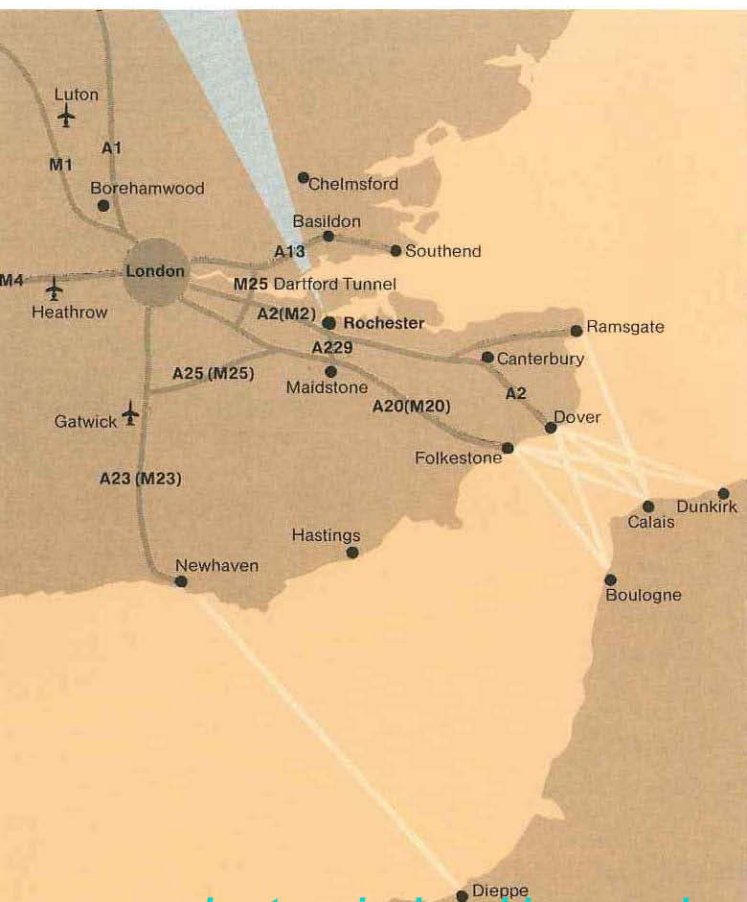 Luton
A1
M1
Chelmsford
Borehamwood
Basildon
A13
Southend
London
M4
M25 Dartford Tunnel
Heathrow
A2(M2)
Rochester
Ramsgate
A229
Canterbury
A25 (M25)
Maidstone
A2
A20(M20)
Gatwick
Dover
Folkestone
A23 (M23)
Dunkirk
Calais
Hastings
Newhaven
Boulogne
Dieppe